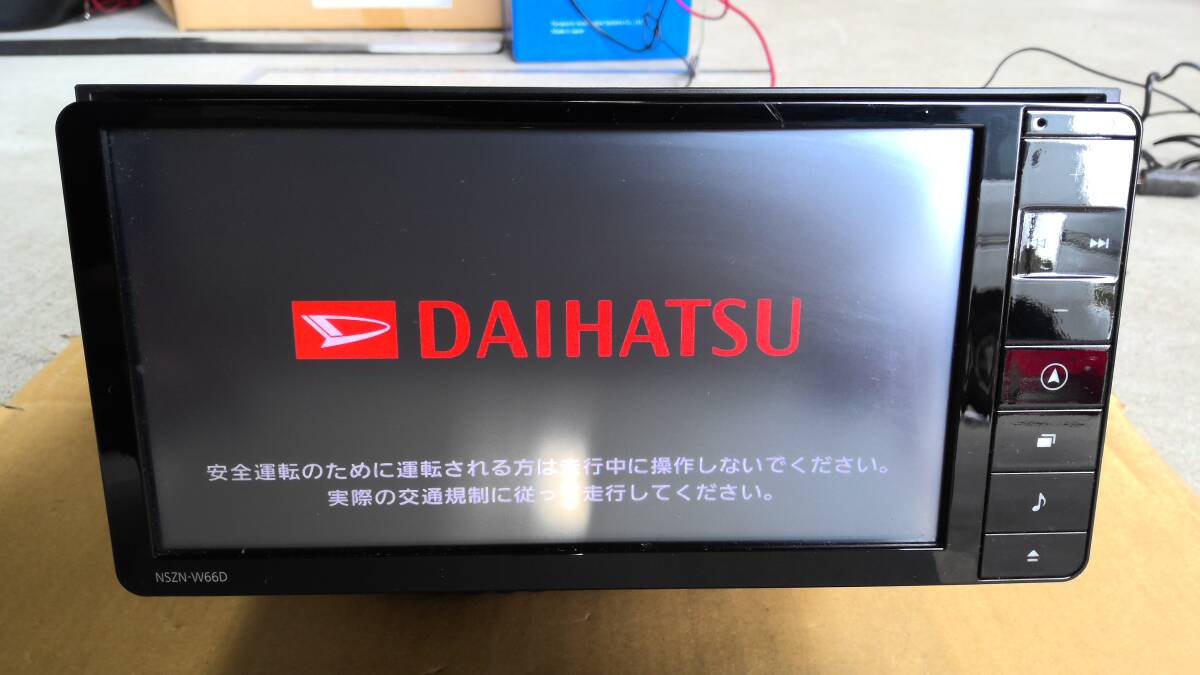 DAIHATSU
安全運転のために運転される方は走行中に操作しないでください。
実際の交通規制に従って走行してください。
NSZN-W66D